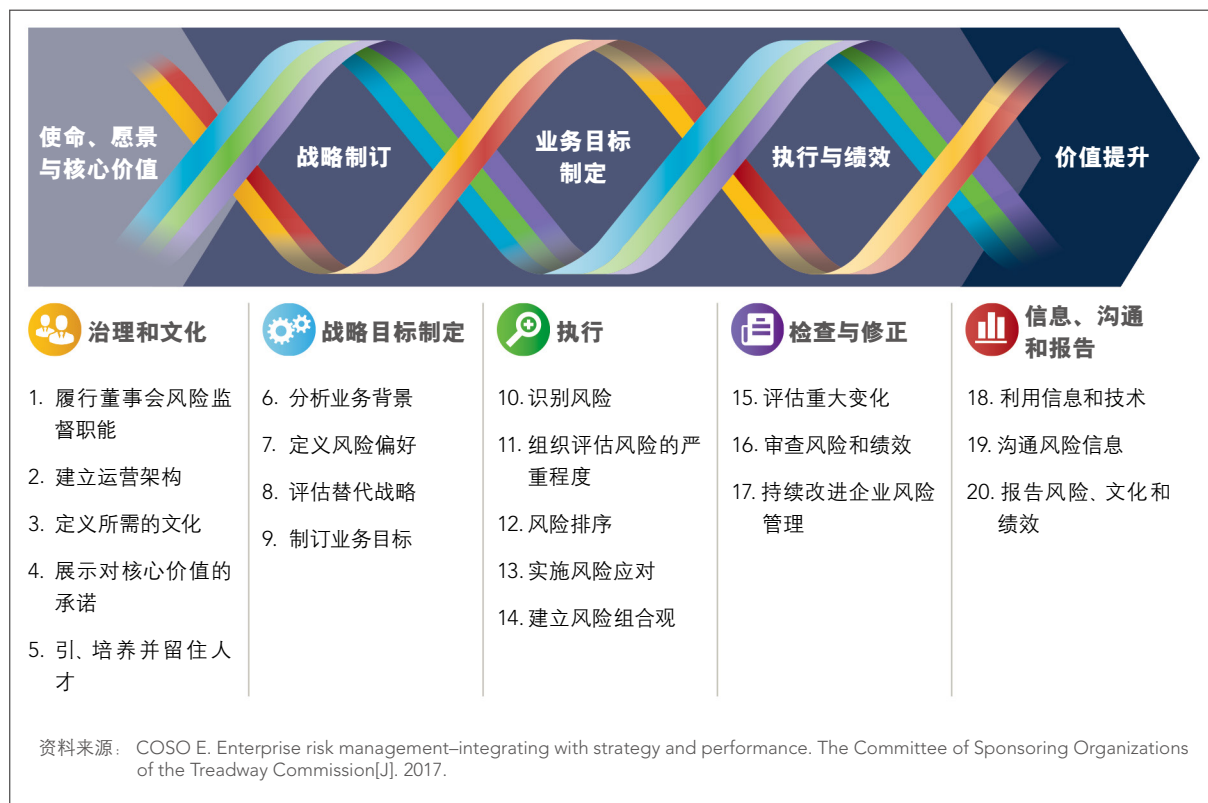 使命、愿景
与核心价值
战略制订
业务目标
制定
执行与绩效
价值提升
治理和文化
1. 履行董事会风险监
督职能
2. 建立运营架构
3. 定义所需的文化
4. 展示对核心价值的
承诺
5. 引、培养并留住人
才
战略目标制定
6. 分析业务背景
7. 定义风险偏好
8. 评估替代战略
9. 制订业务目标
执行
10. 识别风险
11. 组织评估风险的严
重程度
12. 风险排序
13. 实施风险应对
14. 建立风险组合观
检查与修正
15. 评估重大变化
16. 审查风险和绩效
17. 持续改进企业风险
管理
信息、沟通
和报告
18. 利用信息和技术
19. 沟通风险信息
20. 报告风险、文化和
绩效
资料来源： COSO E. Enterprise risk management–integrating with strategy and performance. The Committee of Sponsoring Organizations
of the Treadway Commission[J]. 2017.